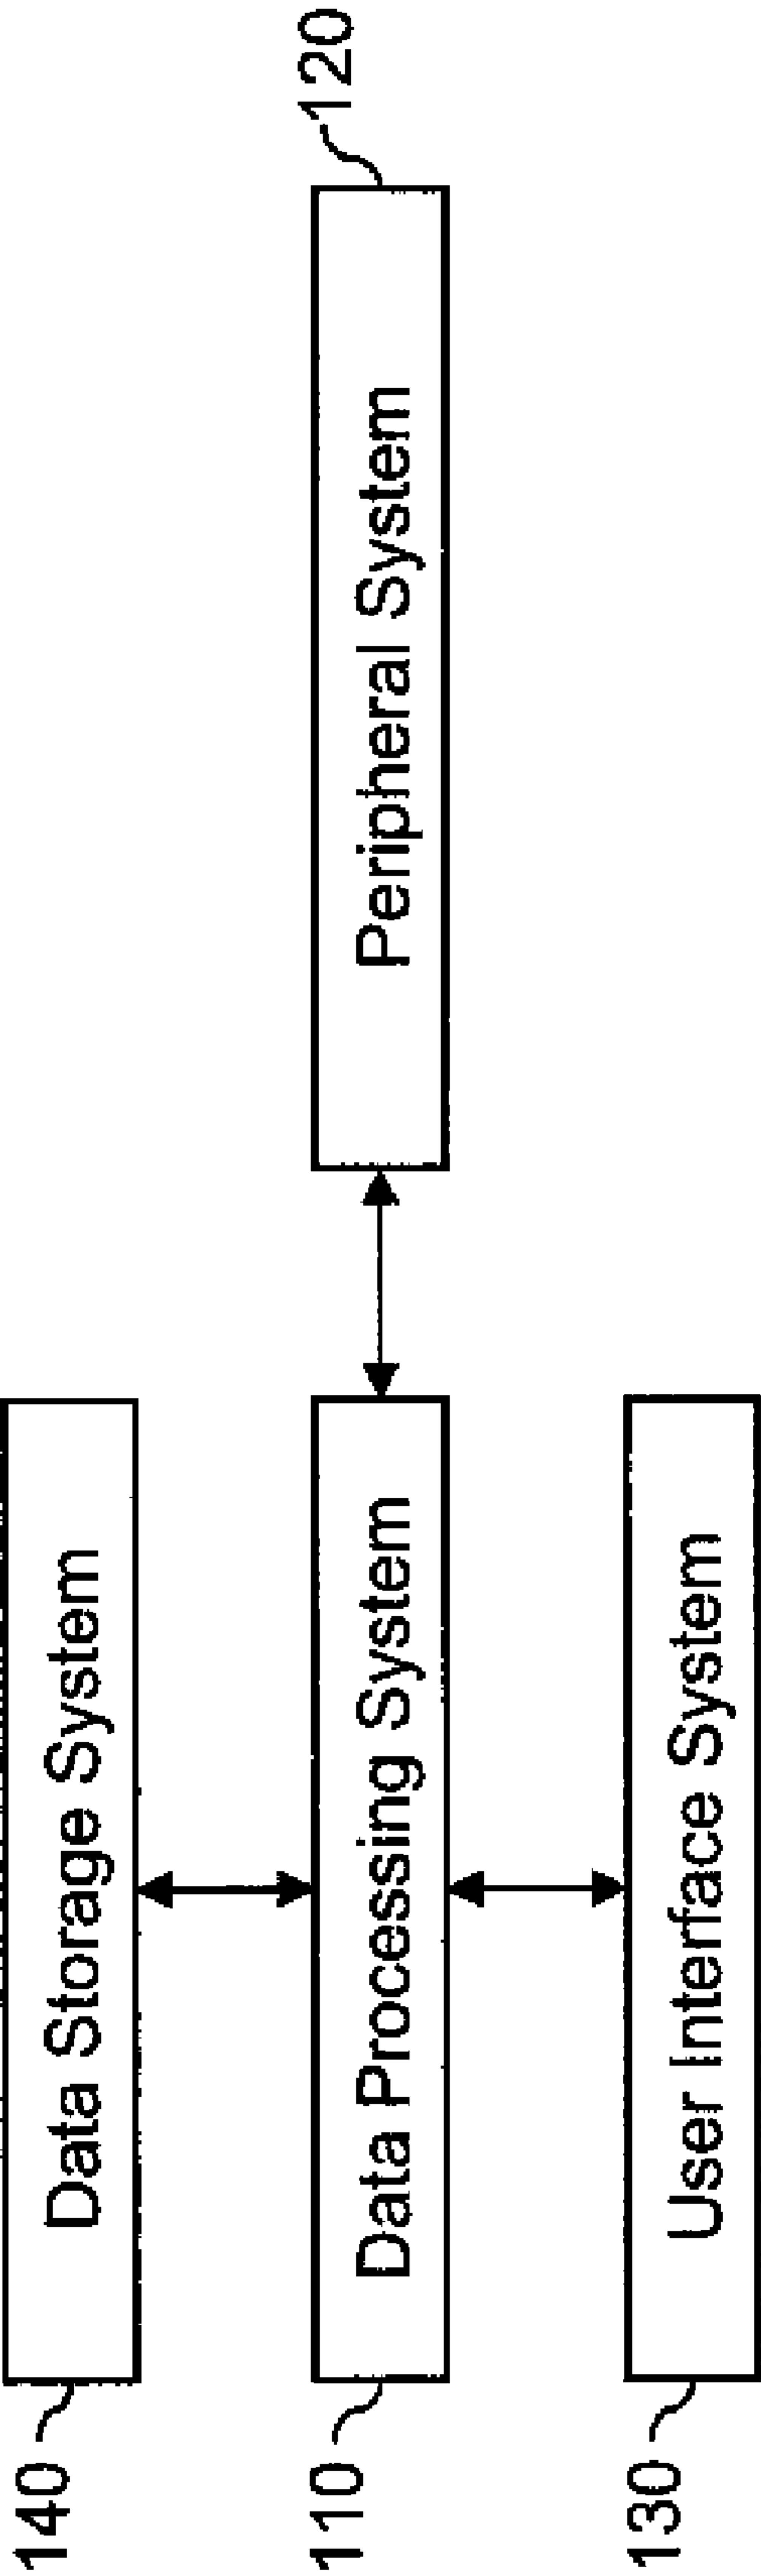 140
Data Storage System
110
Data Processing System
Peripheral System
120
130
User Interface System